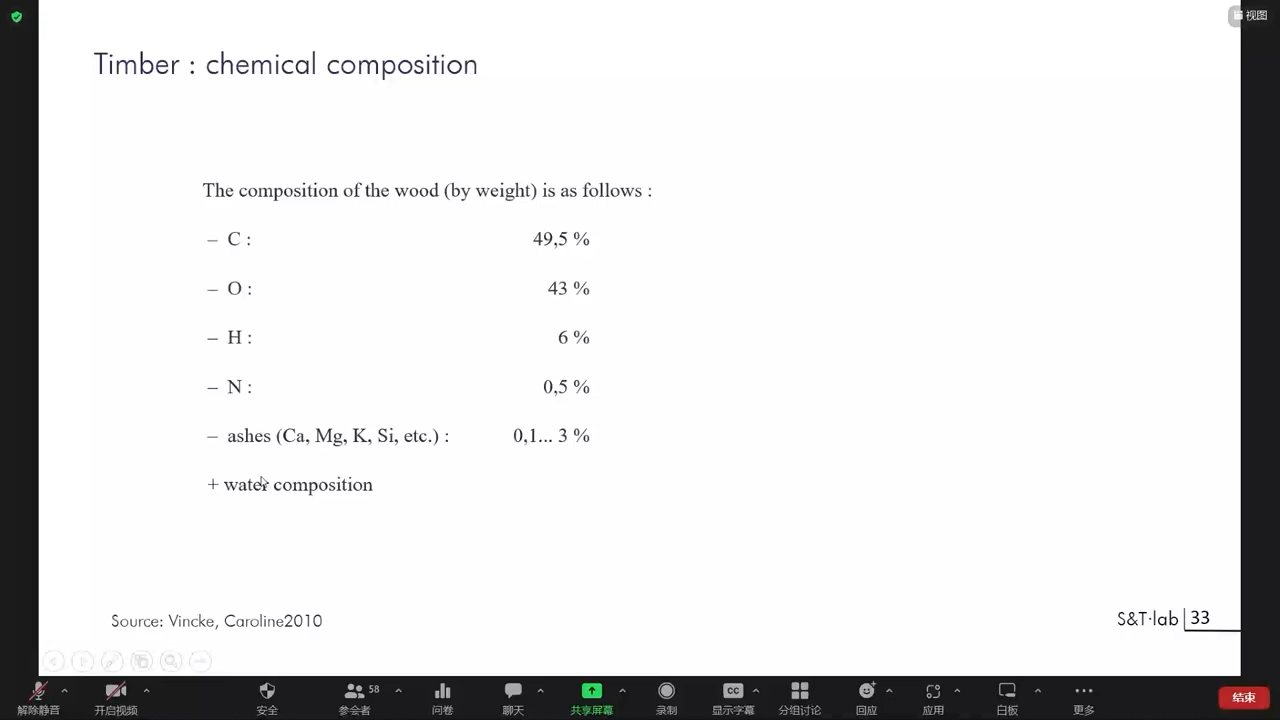 视图
Timber : chemical composition
The composition of the wood (by weight) is as follows :
– C : 49,5 %
– O : 43 %
– H : 6 %
– N : 0,5 %
– ashes (Ca, Mg, K, Si, etc.) : 0,1... 3 %
+ water composition
Source: Vincke, Caroline2010
S&T·lab 33
58
CC
解除静音 开启视频 安全 参会者 问卷 聊天 共享屏幕 录制 显示字幕 分组讨论 回应 应用 白板 更多 结束